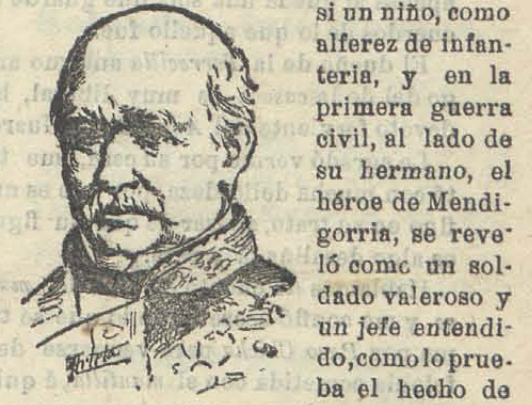 si un niño, como
alferez de infan-
teria, y en la
primera guerra
civil, al lado de
su hermano, el
héroe de Mendi-
gorria, se reve-
ló comc un sol-
dado valeroso y
un jefe entendi-
do, como lo prue-
ba el hecho de